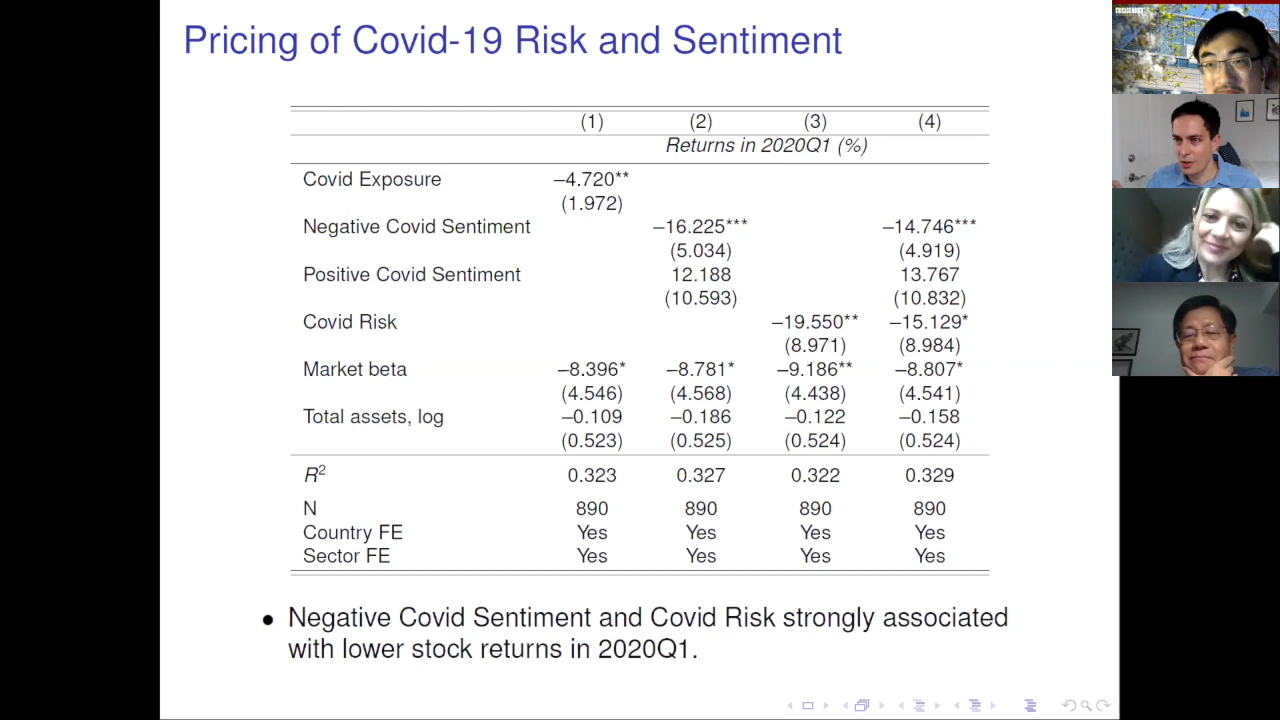 Pricing of Covid-19 Risk and Sentiment
(1) (2) (3) (4)
Returns in 2020Q1 (%)
Covid Exposure –4.720**
(1.972)
Negative Covid Sentiment –16.225*** –14.746***
(5.034) (4.919)
Positive Covid Sentiment 12.188 13.767
(10.593) (10.832)
Covid Risk –19.550** –15.129*
(8.971) (8.984)
Market beta –8.396* –8.781* –9.186** –8.807*
(4.546) (4.568) (4.438) (4.541)
Total assets, log –0.109 –0.186 –0.122 –0.158
(0.523) (0.525) (0.524) (0.524)
R² 0.323 0.327 0.322 0.329
N 890 890 890 890
Country FE Yes Yes Yes Yes
Sector FE Yes Yes Yes Yes
• Negative Covid Sentiment and Covid Risk strongly associated
with lower stock returns in 2020Q1.